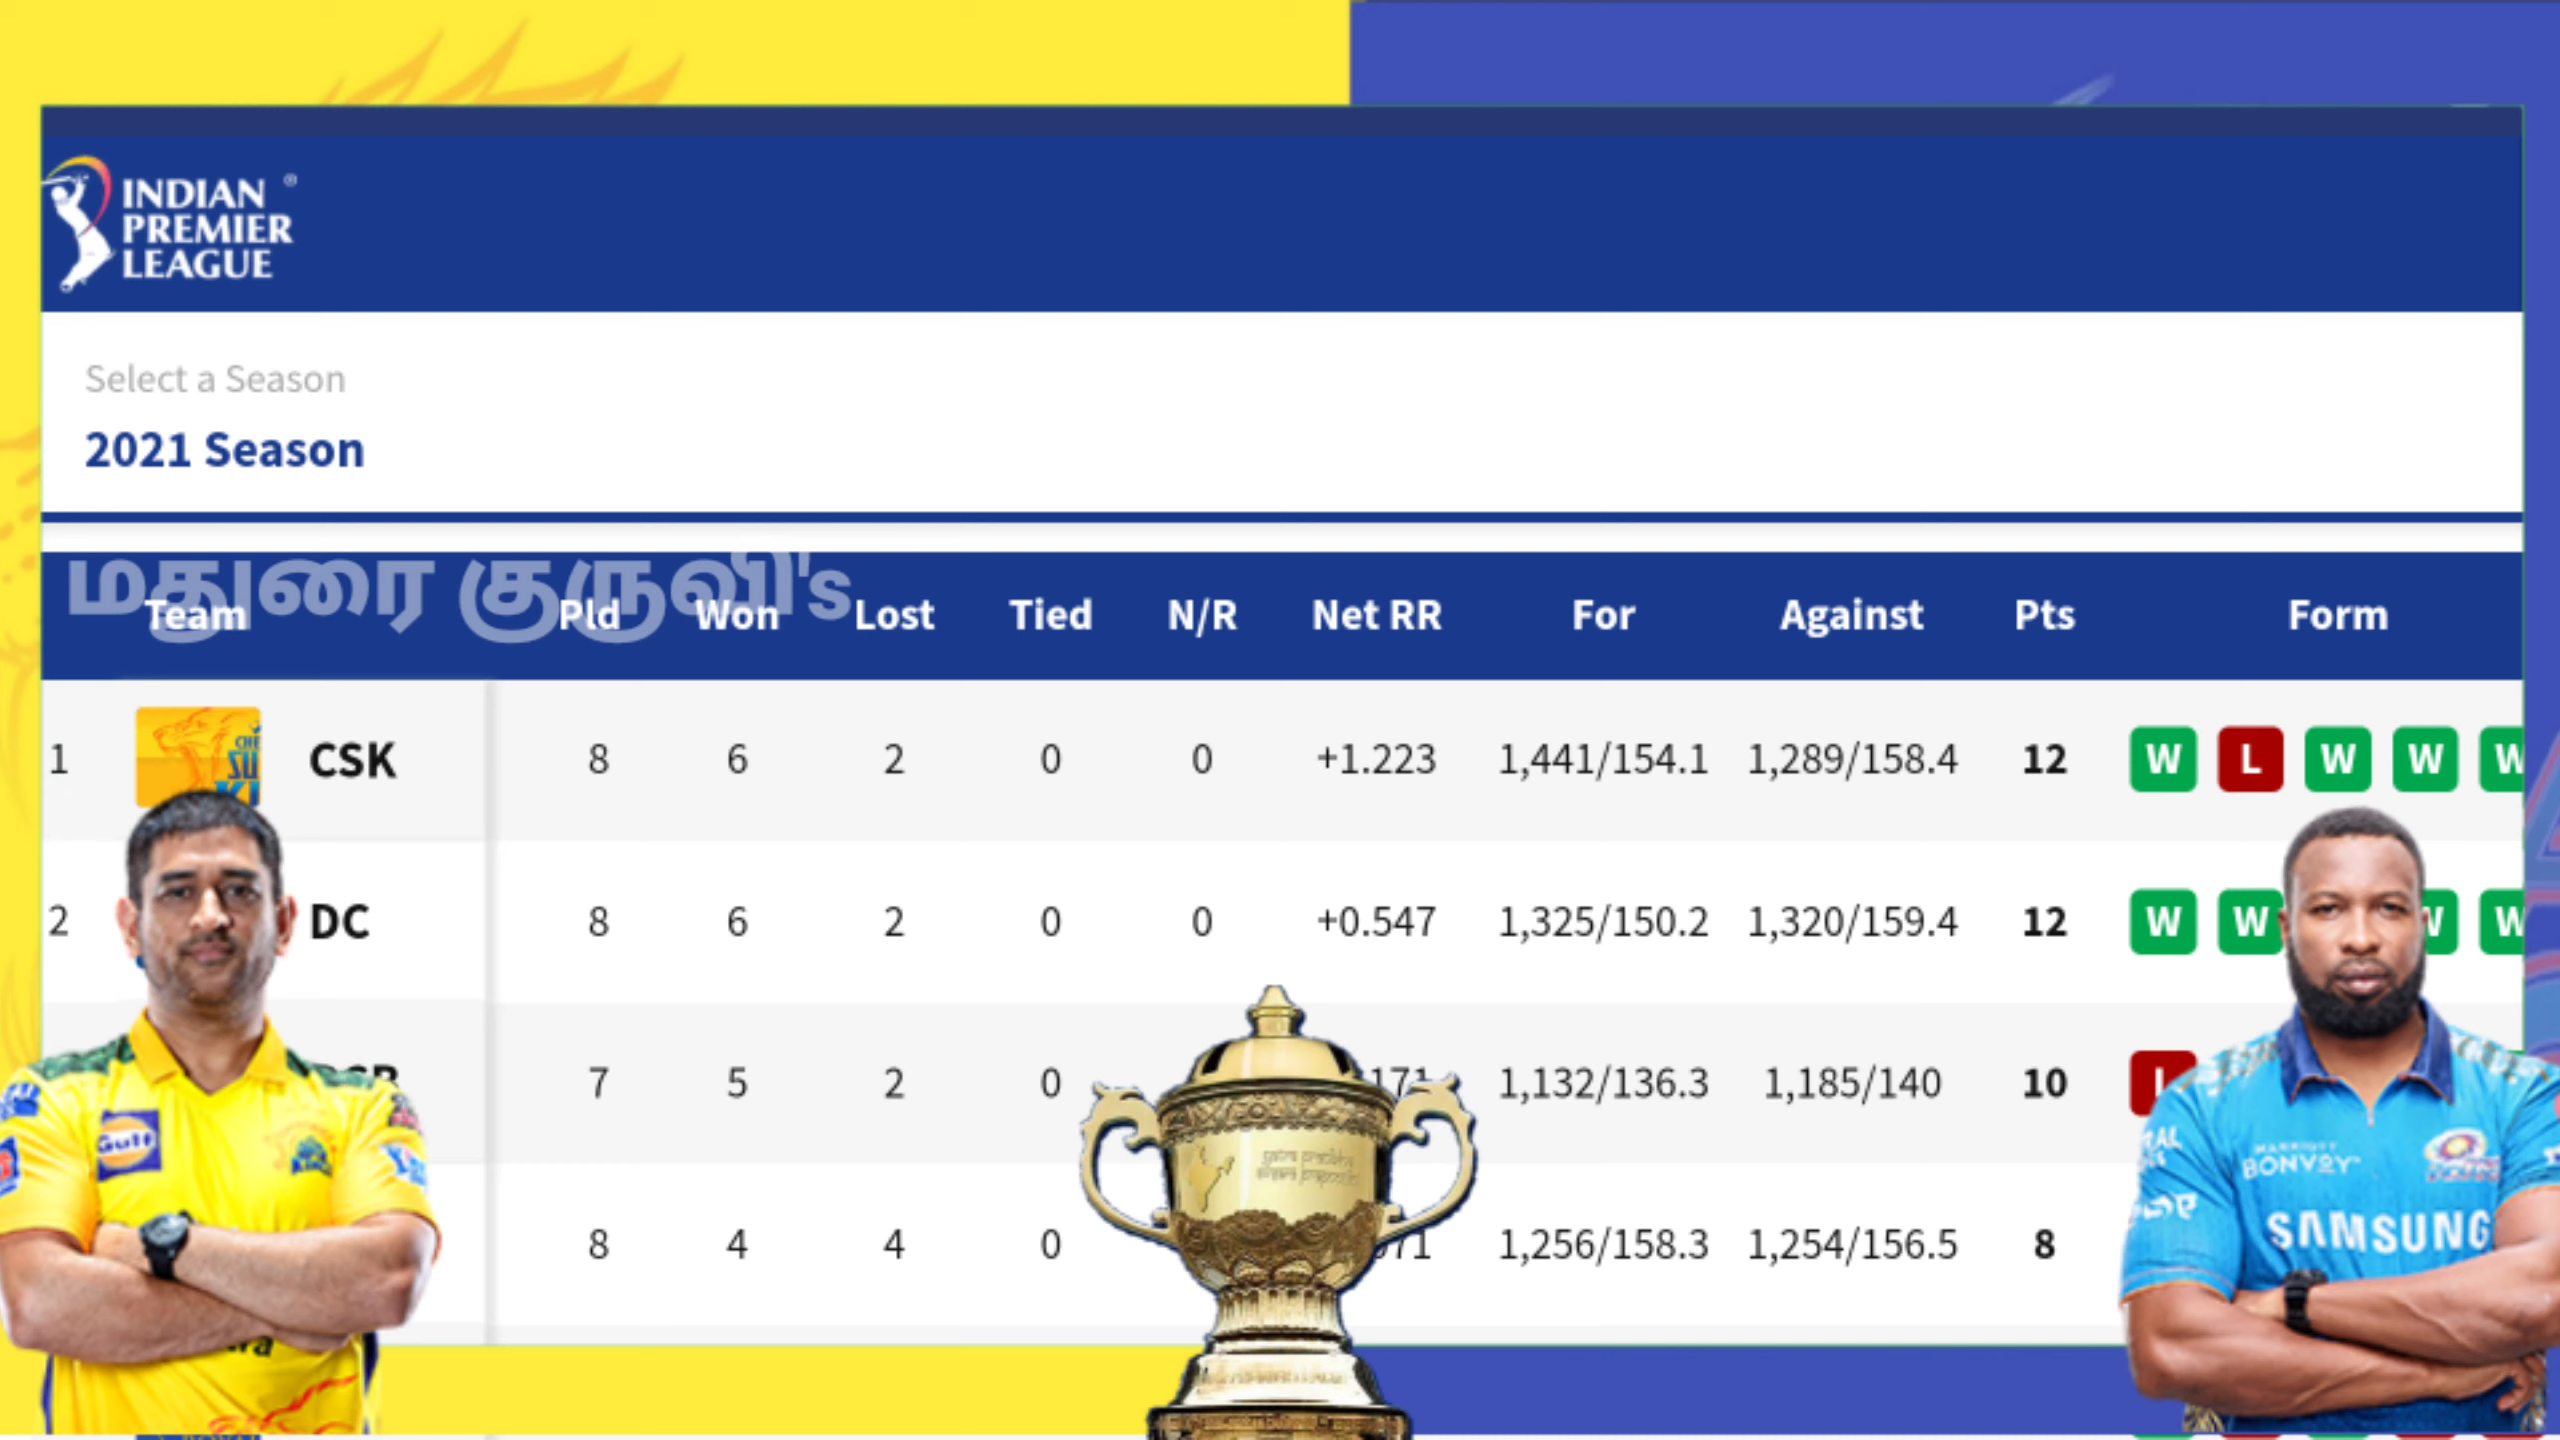 INDIAN
PREMIER
LEAGUE
Select a Season
2021 Season
மதுரை குருவி's
Team Pld Won Lost Tied N/R Net RR For Against Pts Form
1 CSK 8 6 2 0 0 +1.223 1,441/154.1 1,289/158.4 12 W L W W W
2 DC 8 6 2 0 0 +0.547 1,325/150.2 1,320/159.4 12 W W W W
7 5 2 0 1,132/136.3 1,185/140 10 L
8 4 4 0 1,256/158.3 1,254/156.5 8
Gulf
MARRIOTT
BONVOY
SAMSUNG